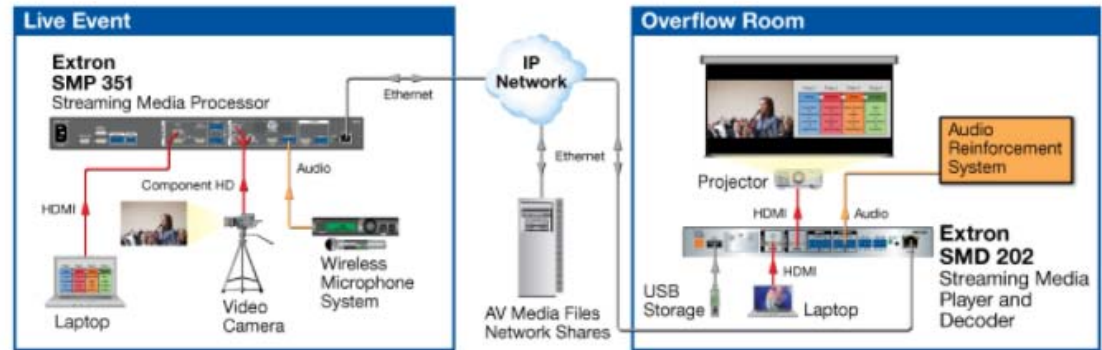 Live Event
Extron
SMP 351
Streaming Media Processor
HDMI
Component HD
Audio
Laptop
Video
Camera
Wireless
Microphone
System
Ethernet
IP
Network
Ethernet
AV Media Files
Network Shares
Overflow Room
Projector
HDMI
Audio
Audio
Reinforcement
System
USB
Storage
HDMI
Laptop
Extron
SMD 202
Streaming Media
Player and
Decoder